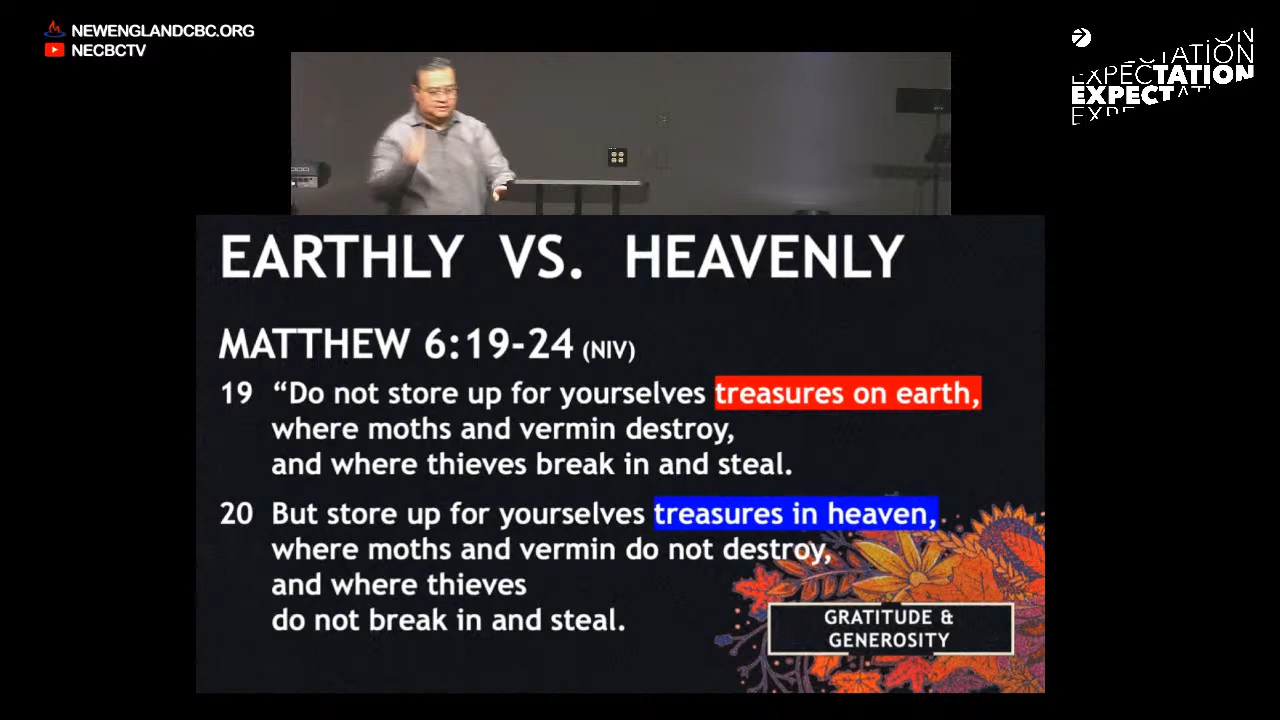 NEWENGLANDCBC.ORG
NECBCTV
EXPECTATION
EARTHLY VS. HEAVENLY
MATTHEW 6:19-24 (NIV)
19 “Do not store up for yourselves treasures on earth,
where moths and vermin destroy,
and where thieves break in and steal.
20 But store up for yourselves treasures in heaven,
where moths and vermin do not destroy,
and where thieves
do not break in and steal.
GRATITUDE &
GENEROSITY